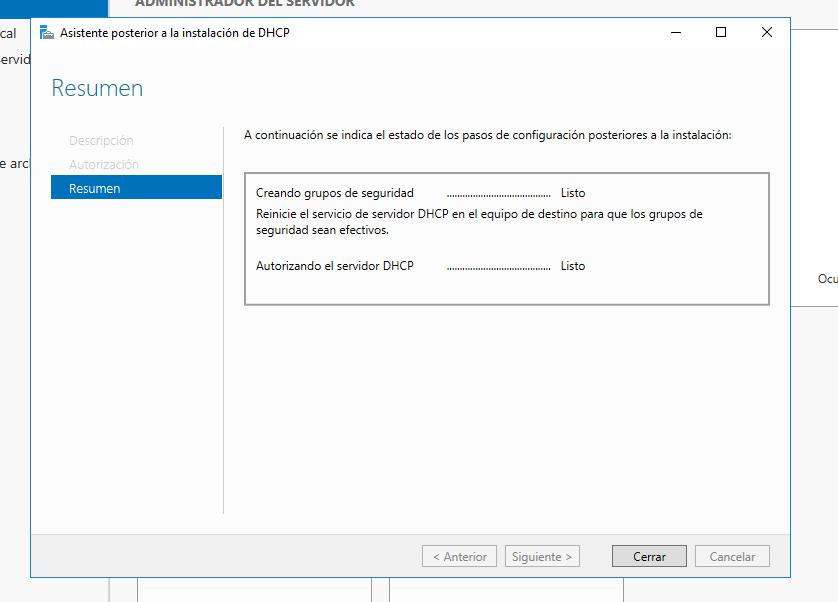 ADMINISTRADOR DEL SERVIDOR
cal
Asistente posterior a la instalación de DHCP
servid
Resumen
Descripción
A continuación se indica el estado de los pasos de configuración posteriores a la instalación:
e arc
Autorización
Resumen
Creando grupos de seguridad ........................................ Listo
Reinicie el servicio de servidor DHCP en el equipo de destino para que los grupos de
seguridad sean efectivos.
Autorizando el servidor DHCP ........................................ Listo
Ocu
< Anterior
Siguiente >
Cerrar
Cancelar